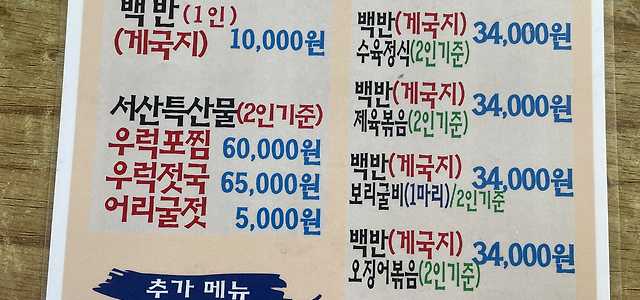 백반(1인)
(게국지) 10,000원
서산특산물(2인기준)
우럭포찜 60,000원
우럭젓국 65,000원
어리굴젓 5,000원
추가 메뉴
백반(게국지) 34,000원
수육정식(2인기준)
백반(게국지) 34,000원
제육볶음(2인기준)
백반(게국지) 34,000원
보리굴비(1마리)/2인기준
백반(게국지) 34,000원
오징어볶음(2인기준)